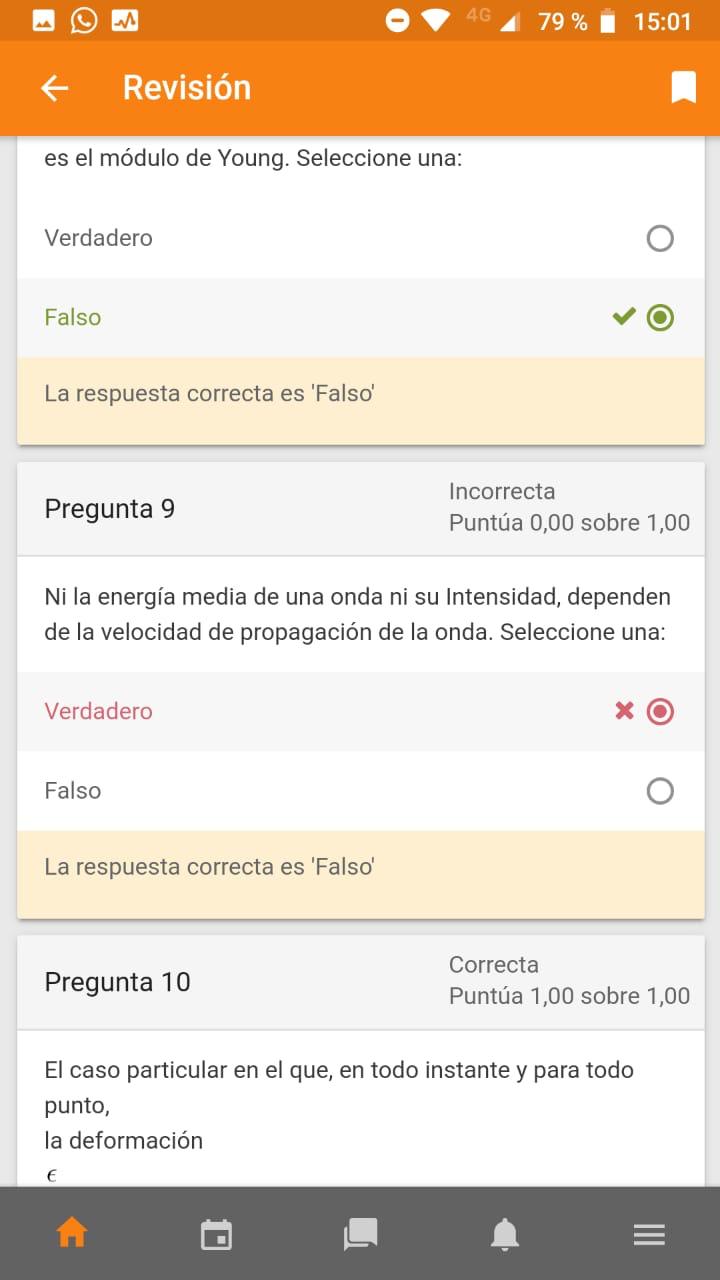 4G 79 % 15:01
Revisión
es el módulo de Young. Seleccione una:
Verdadero
Falso
La respuesta correcta es 'Falso'
Pregunta 9
Incorrecta
Puntúa 0,00 sobre 1,00
Ni la energía media de una onda ni su Intensidad, dependen
de la velocidad de propagación de la onda. Seleccione una:
Verdadero
Falso
La respuesta correcta es 'Falso'
Pregunta 10
Correcta
Puntúa 1,00 sobre 1,00
El caso particular en el que, en todo instante y para todo
punto,
la deformación
ϵ